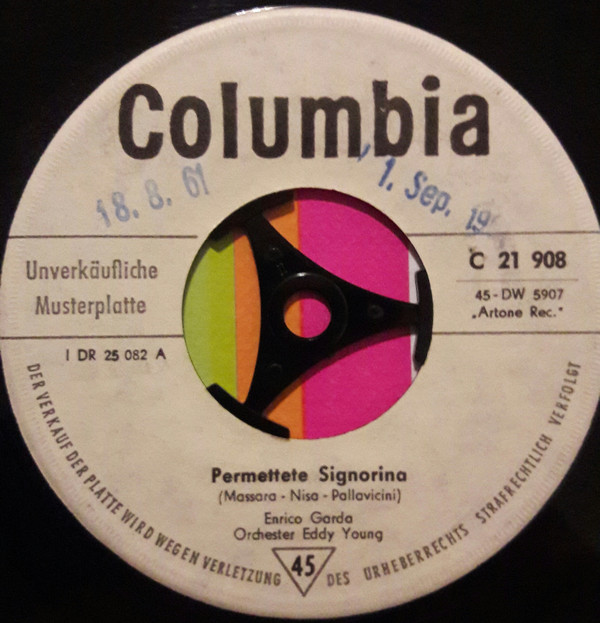 Columbia
18. 8. 61
1. Sep. 19
Unverkäufliche
Musterplatte
C 21 908
45-DW 5907
„Artone Rec."
I DR 25 082 A
Permettete Signorina
(Massara - Nisa - Pallavicini)
Enrico Garda
Orchester Eddy Young
45
DER VERKAUF DER PLATTE WIRD WEGEN VERLETZUNG DES URHEBERRECHTS STRAFRECHTLICH VERFOLGT